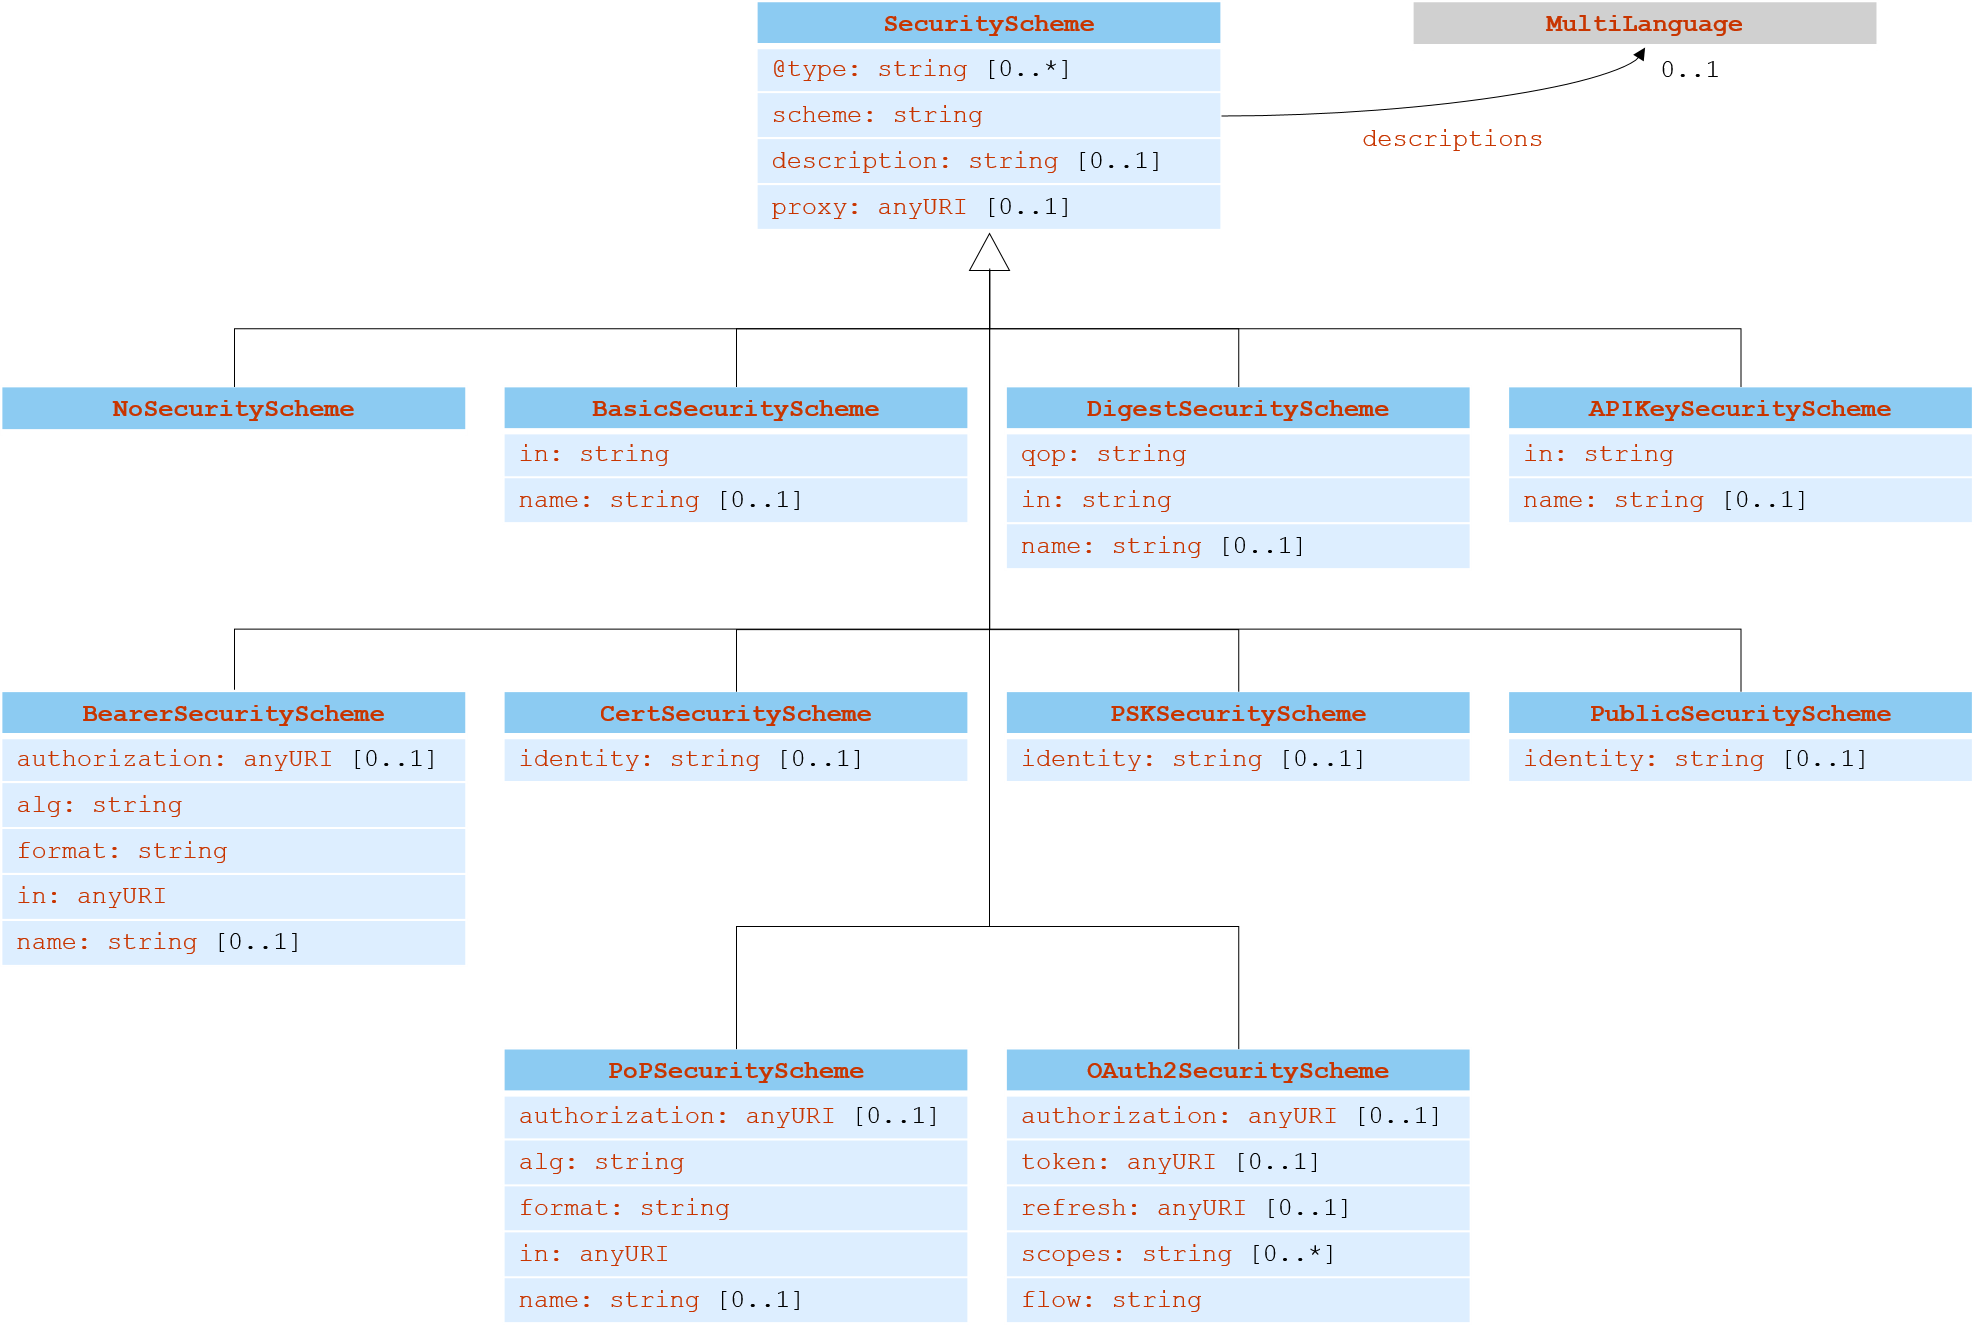 SecurityScheme
@type: string [0..*]
scheme: string
description: string [0..1]
proxy: anyURI [0..1]
MultiLanguage
0..1
descriptions
NoSecurityScheme
BasicSecurityScheme
in: string
name: string [0..1]
DigestSecurityScheme
qop: string
in: string
name: string [0..1]
APIKeySecurityScheme
in: string
name: string [0..1]
BearerSecurityScheme
authorization: anyURI [0..1]
alg: string
format: string
in: anyURI
name: string [0..1]
CertSecurityScheme
identity: string [0..1]
PSKSecurityScheme
identity: string [0..1]
PublicSecurityScheme
identity: string [0..1]
PoPSecurityScheme
authorization: anyURI [0..1]
alg: string
format: string
in: anyURI
name: string [0..1]
OAuth2SecurityScheme
authorization: anyURI [0..1]
token: anyURI [0..1]
refresh: anyURI [0..1]
scopes: string [0..*]
flow: string